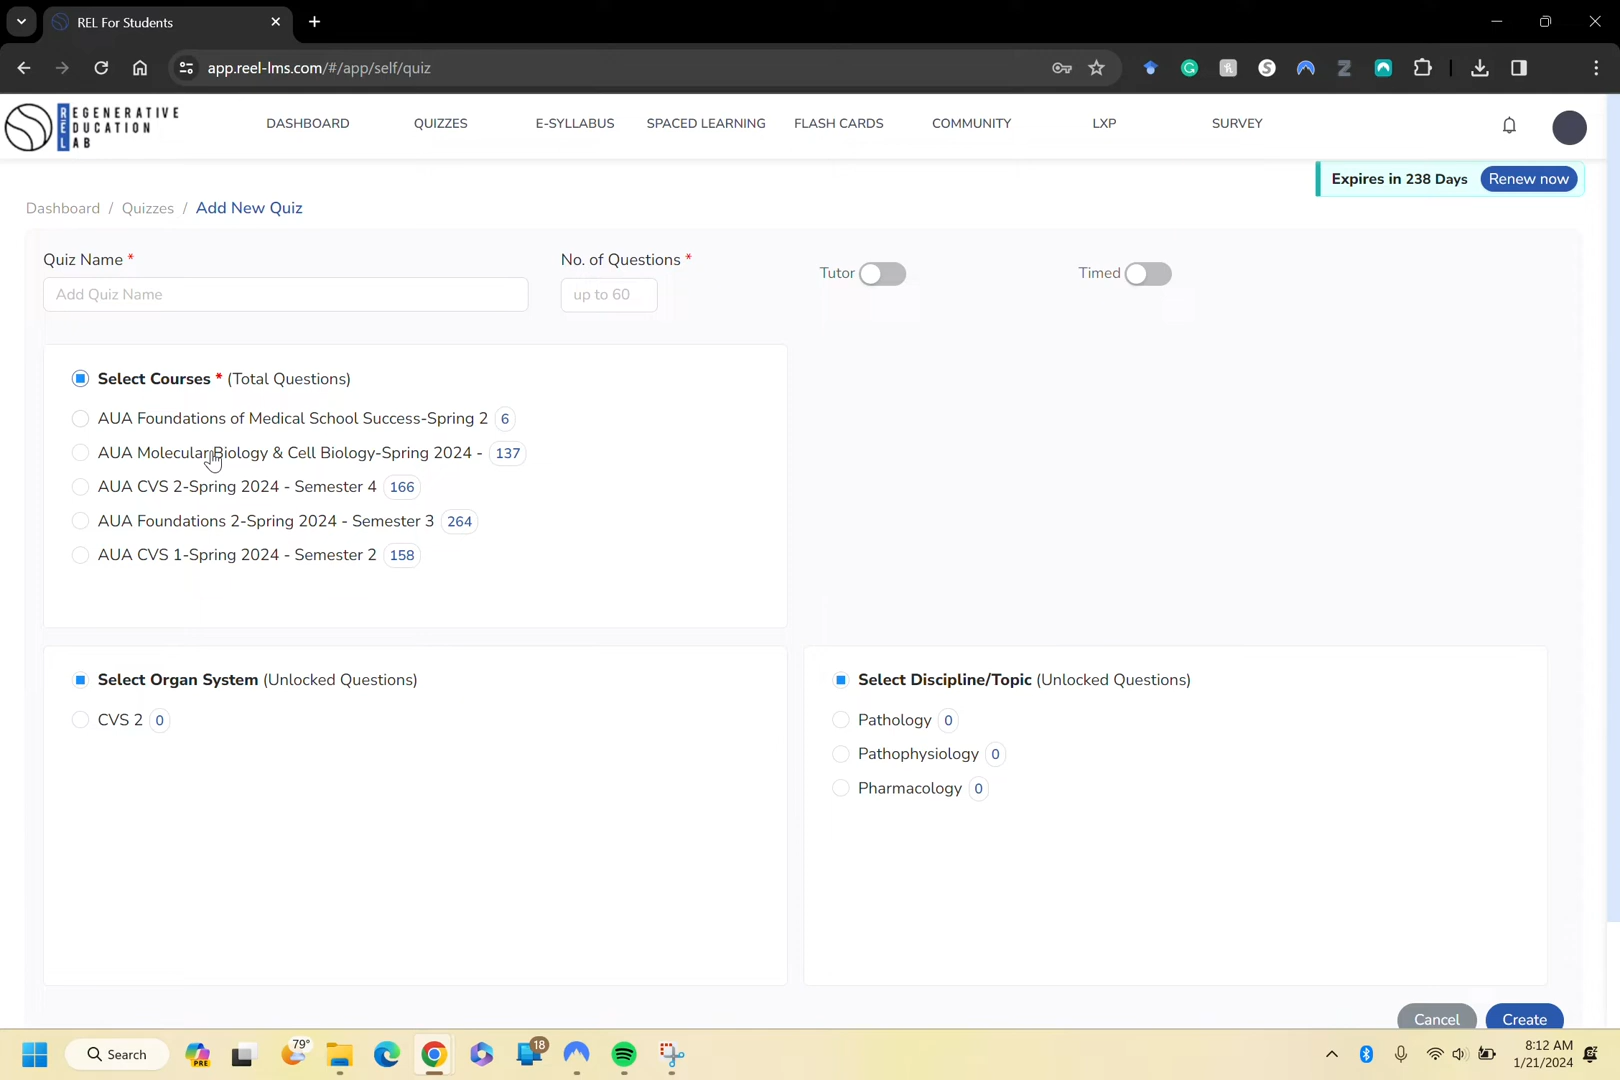 REL For Students
app.reel-lms.com/#/app/self/quiz
REGENERATIVE
EDUCATION
LAB
DASHBOARD
QUIZZES
E-SYLLABUS
SPACED LEARNING
FLASH CARDS
COMMUNITY
LXP
SURVEY
Expires in 238 Days
Renew now
Dashboard / Quizzes / Add New Quiz
Quiz Name *
No. of Questions *
Tutor
Timed
Add Quiz Name
up to 60
Select Courses * (Total Questions)
AUA Foundations of Medical School Success-Spring 2 6
AUA Molecular Biology & Cell Biology-Spring 2024 - 137
AUA CVS 2-Spring 2024 - Semester 4 166
AUA Foundations 2-Spring 2024 - Semester 3 264
AUA CVS 1-Spring 2024 - Semester 2 158
Select Organ System (Unlocked Questions)
CVS 2 0
Select Discipline/Topic (Unlocked Questions)
Pathology 0
Pathophysiology 0
Pharmacology 0
Cancel
Create
Search
PRE
79°
18
8:12 AM
1/21/2024